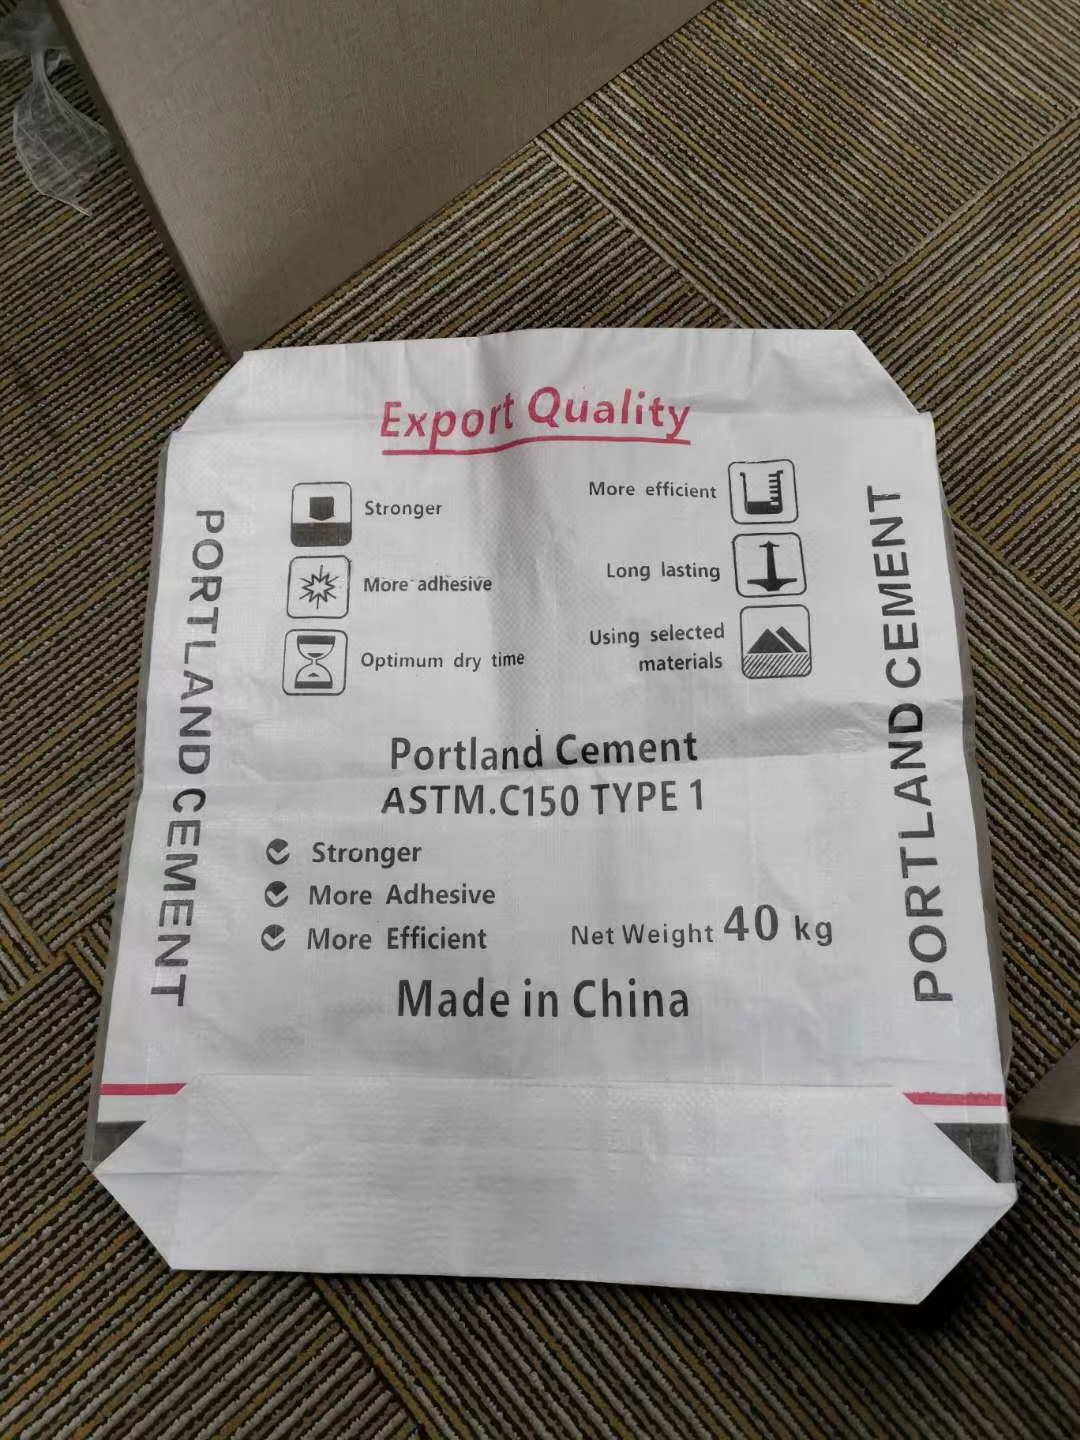 Export Quality
Stronger
More adhesive
Optimum dry time
More efficient
Long lasting
Using selected
materials
PORTLAND CEMENT
PORTLAND CEMENT
Portland Cement
ASTM.C150 TYPE 1
Stronger
More Adhesive
More Efficient
Net Weight 40 kg
Made in China